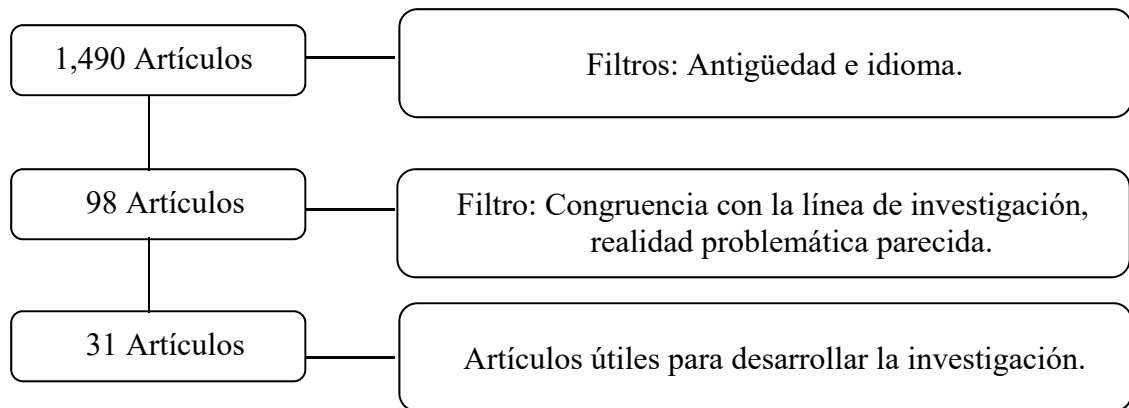 1,490 Artículos
Filtros: Antigüedad e idioma.
98 Artículos
Filtro: Congruencia con la línea de investigación,
realidad problemática parecida.
31 Artículos
Artículos útiles para desarrollar la investigación.